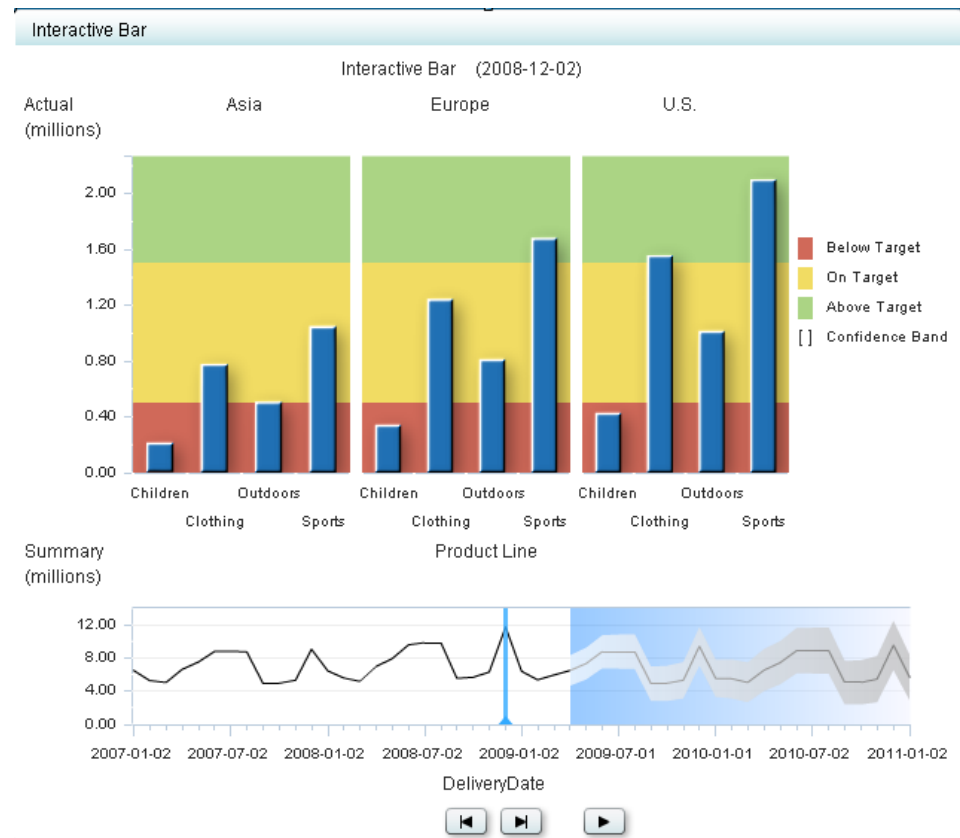 Interactive Bar
Interactive Bar (2008-12-02)
Actual
(millions)
Asia Europe U.S.
2.00
1.60
1.20
0.80
0.40
0.00
Below Target
On Target
Above Target
[ ] Confidence Band
Children Outdoors Children Outdoors Children Outdoors
Clothing Sports Clothing Sports Clothing Sports
Summary
(millions)
Product Line
12.00
8.00
4.00
0.00
2007-01-02 2007-07-02 2008-01-02 2008-07-02 2009-01-02 2009-07-01 2010-01-02 2010-07-02 2011-01-02
DeliveryDate